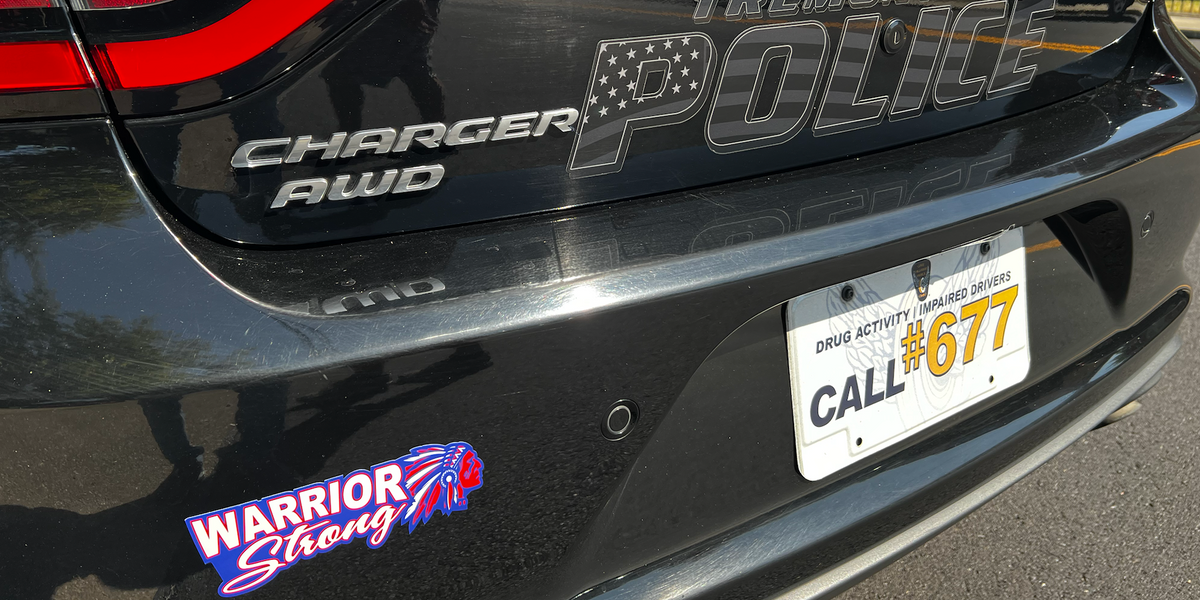 POLICE
CHARGER
AWD
DRUG ACTIVITY | IMPAIRED DRIVERS
CALL #677
WARRIOR
Strong